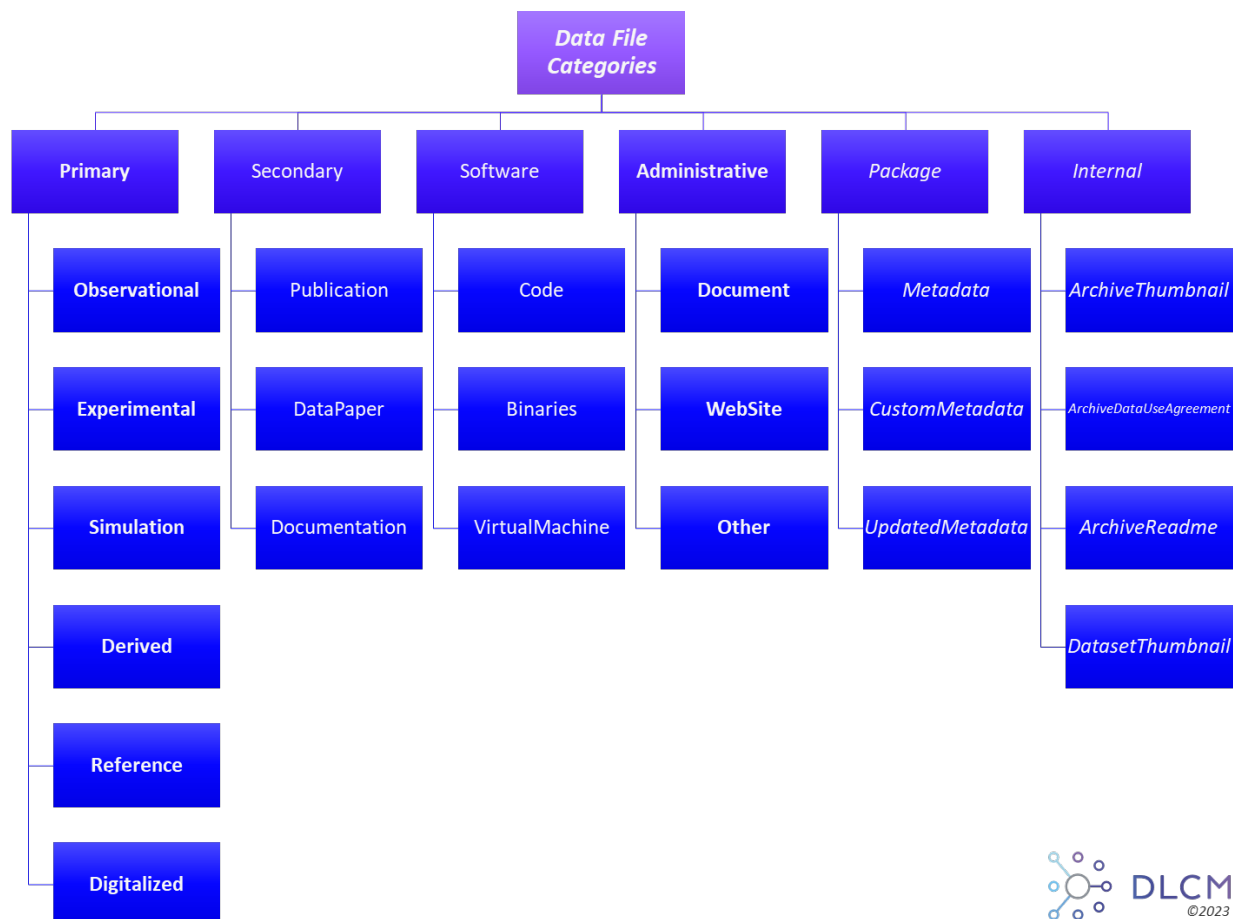 Data File
Categories
Primary
Secondary
Software
Administrative
Package
Internal
Observational
Publication
Code
Document
Metadata
ArchiveThumbnail
Experimental
DataPaper
Binaries
WebSite
CustomMetadata
ArchiveDataUseAgreement
Simulation
Documentation
VirtualMachine
Other
UpdatedMetadata
ArchiveReadme
Derived
DatasetThumbnail
Reference
Digitalized
DLCM
©2023